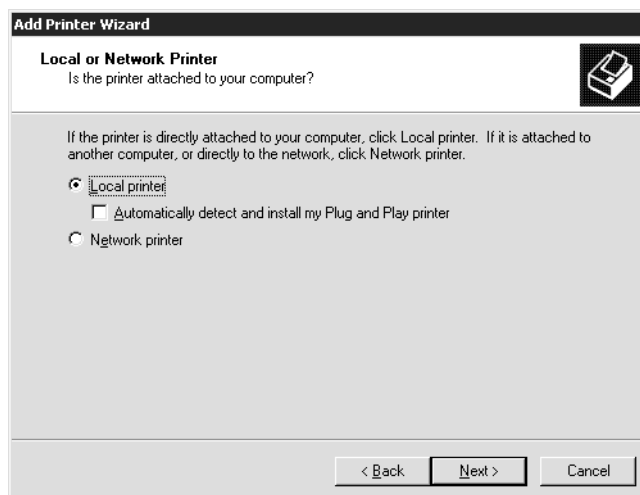 Add Printer Wizard
Local or Network Printer
Is the printer attached to your computer?
If the printer is directly attached to your computer, click Local printer. If it is attached to
another computer, or directly to the network, click Network printer.
Local printer
Automatically detect and install my Plug and Play printer
Network printer
< Back Next > Cancel